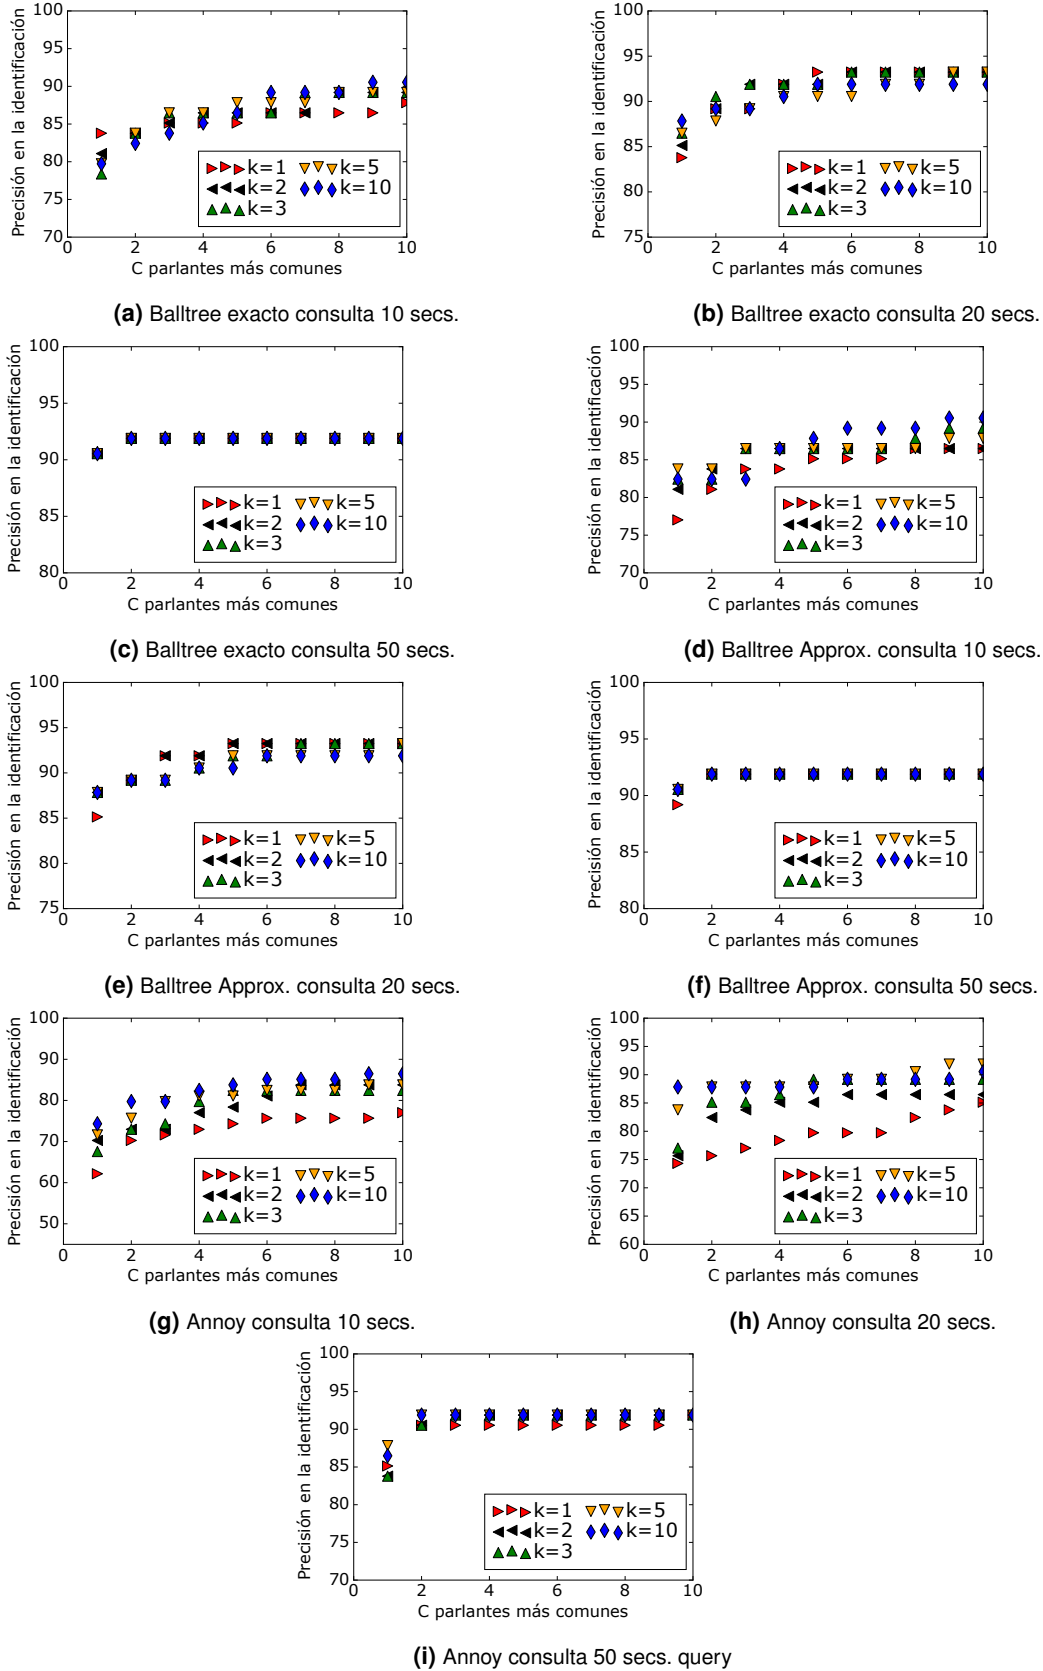 100
95
90
85
80
75
70
0 2 4 6 8 10
Precisión en la identificación
C parlantes más comunes
k=1 k=5
k=2 k=10
k=3
(a) Balltree exacto consulta 10 secs.
100
95
90
85
80
75
0 2 4 6 8 10
Precisión en la identificación
C parlantes más comunes
k=1 k=5
k=2 k=10
k=3
(b) Balltree exacto consulta 20 secs.
100
95
90
85
80
0 2 4 6 8 10
Precisión en la identificación
C parlantes más comunes
k=1 k=5
k=2 k=10
k=3
(c) Balltree exacto consulta 50 secs.
100
95
90
85
80
75
70
0 2 4 6 8 10
Precisión en la identificación
C parlantes más comunes
k=1 k=5
k=2 k=10
k=3
(d) Balltree Approx. consulta 10 secs.
100
95
90
85
80
75
0 2 4 6 8 10
Precisión en la identificación
C parlantes más comunes
k=1 k=5
k=2 k=10
k=3
(e) Balltree Approx. consulta 20 secs.
100
95
90
85
80
0 2 4 6 8 10
Precisión en la identificación
C parlantes más comunes
k=1 k=5
k=2 k=10
k=3
(f) Balltree Approx. consulta 50 secs.
100
90
80
70
60
50
0 2 4 6 8 10
Precisión en la identificación
C parlantes más comunes
k=1 k=5
k=2 k=10
k=3
(g) Annoy consulta 10 secs.
100
95
90
85
80
75
70
65
60
0 2 4 6 8 10
Precisión en la identificación
C parlantes más comunes
k=1 k=5
k=2 k=10
k=3
(h) Annoy consulta 20 secs.
100
95
90
85
80
75
70
0 2 4 6 8 10
Precisión en la identificación
C parlantes más comunes
k=1 k=5
k=2 k=10
k=3
(i) Annoy consulta 50 secs. query